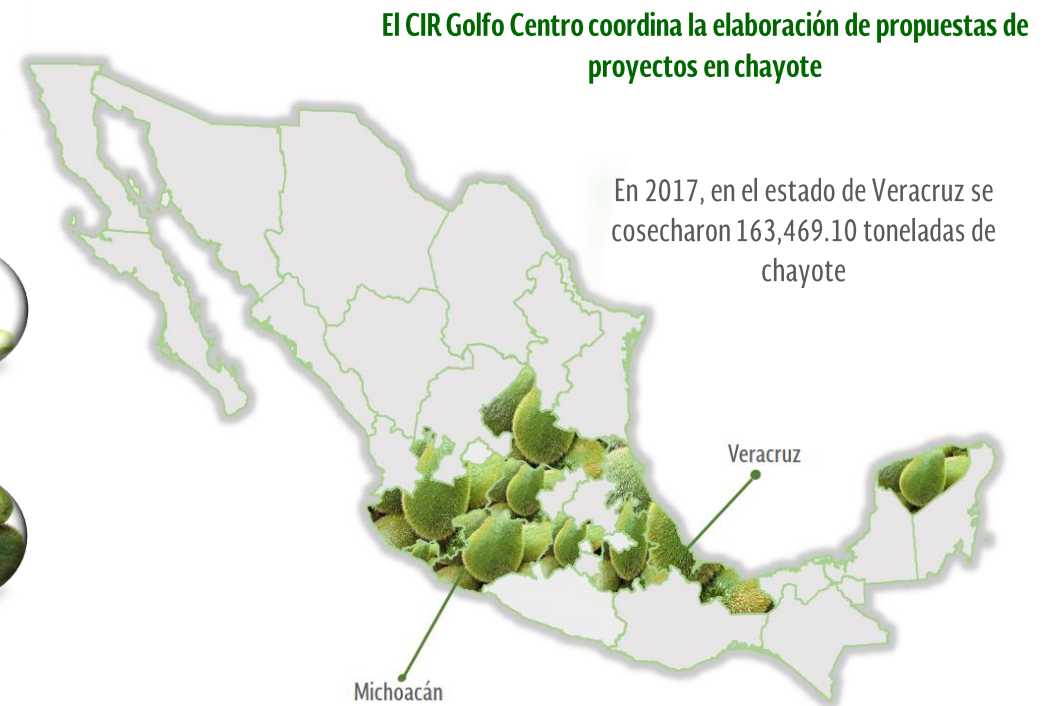 El CIR Golfo Centro coordina la elaboración de propuestas de
proyectos en chayote
En 2017, en el estado de Veracruz se
cosecharon 163,469.10 toneladas de
chayote
Veracruz
Michoacán